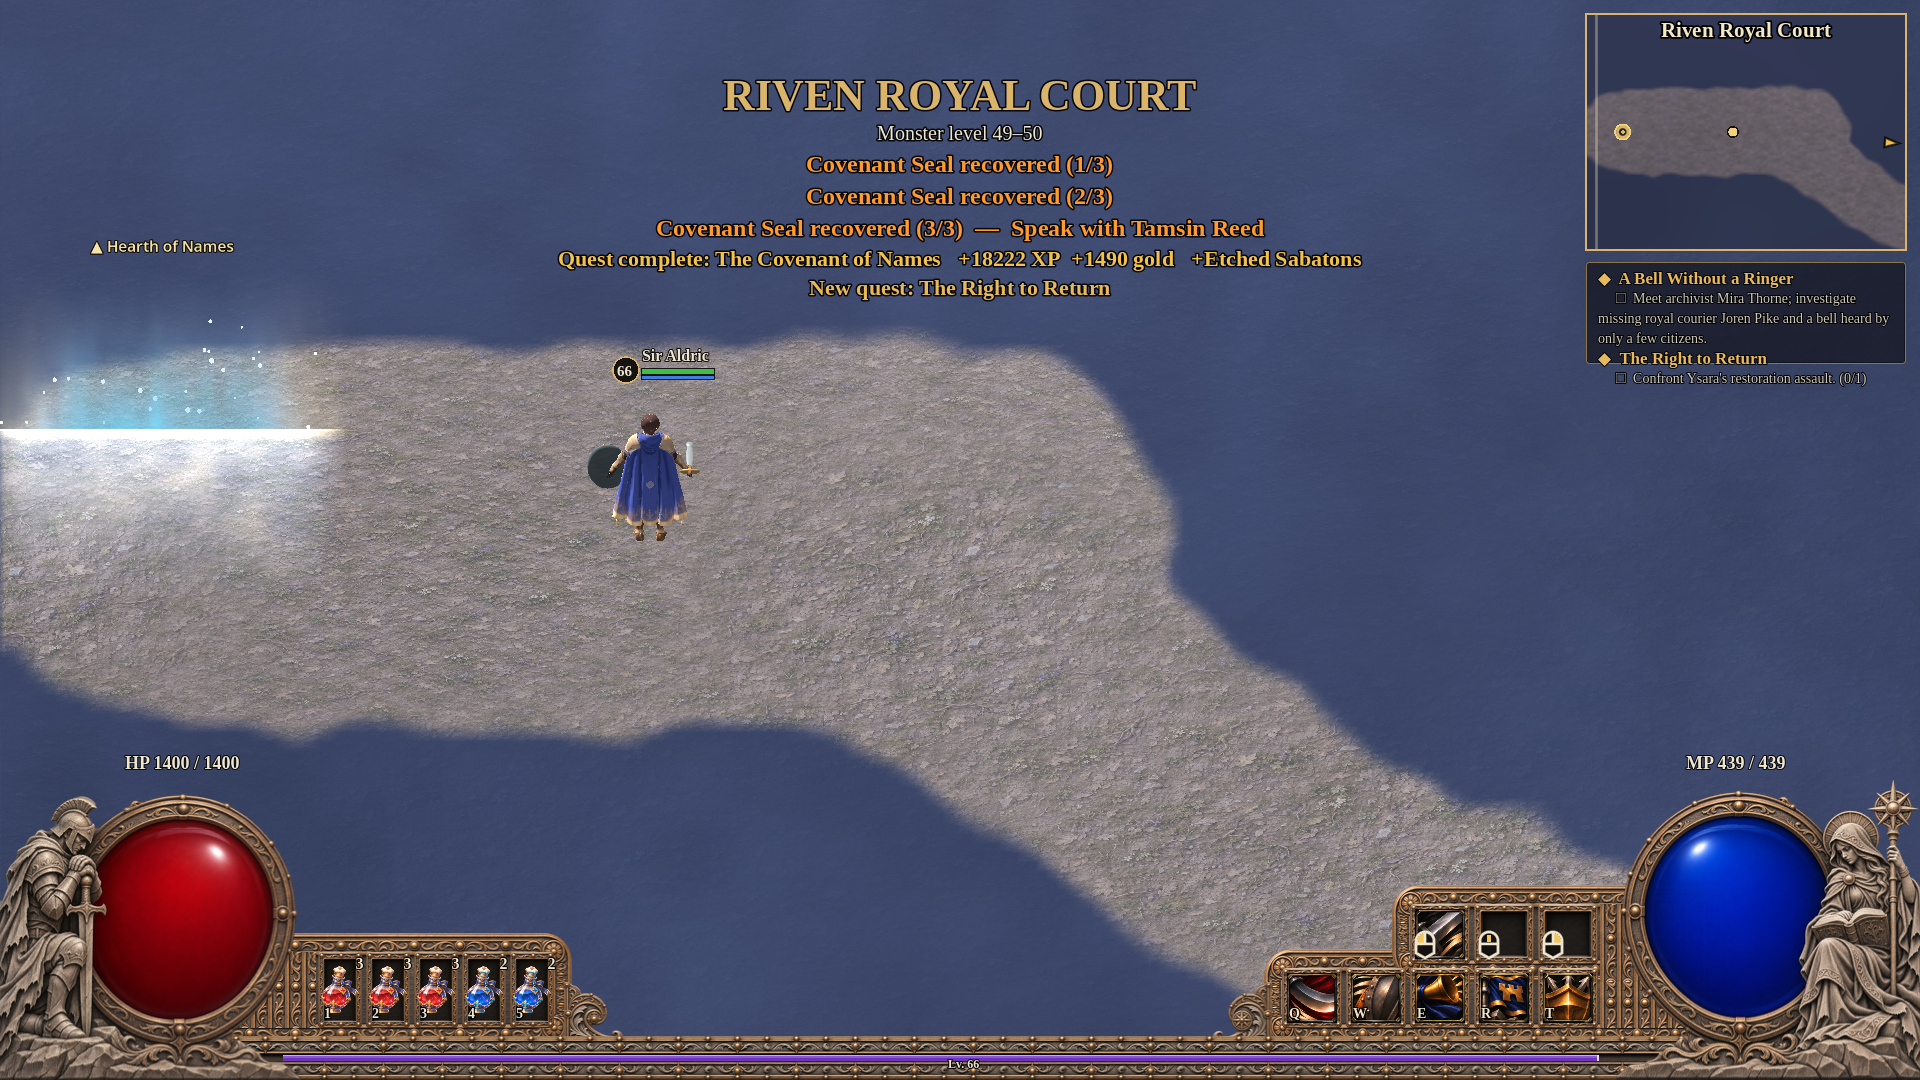 Riven Royal Court
RIVEN ROYAL COURT
Monster level 49–50
Covenant Seal recovered (1/3)
Covenant Seal recovered (2/3)
Covenant Seal recovered (3/3) — Speak with Tamsin Reed
Quest complete: The Covenant of Names +18222 XP +1490 gold +Etched Sabatons
New quest: The Right to Return
▲ Hearth of Names
◆ A Bell Without a Ringer
☐ Meet archivist Mira Thorne; investigate
missing royal courier Joren Pike and a bell heard by
only a few citizens.
◆ The Right to Return
☐ Confront Ysara's restoration assault. (0/1)
Sir Aldric
66
HP 1400 / 1400
MP 439 / 439
3 3 3 2 2
1 2 3 4 5
Q W E R T
Lv. 66